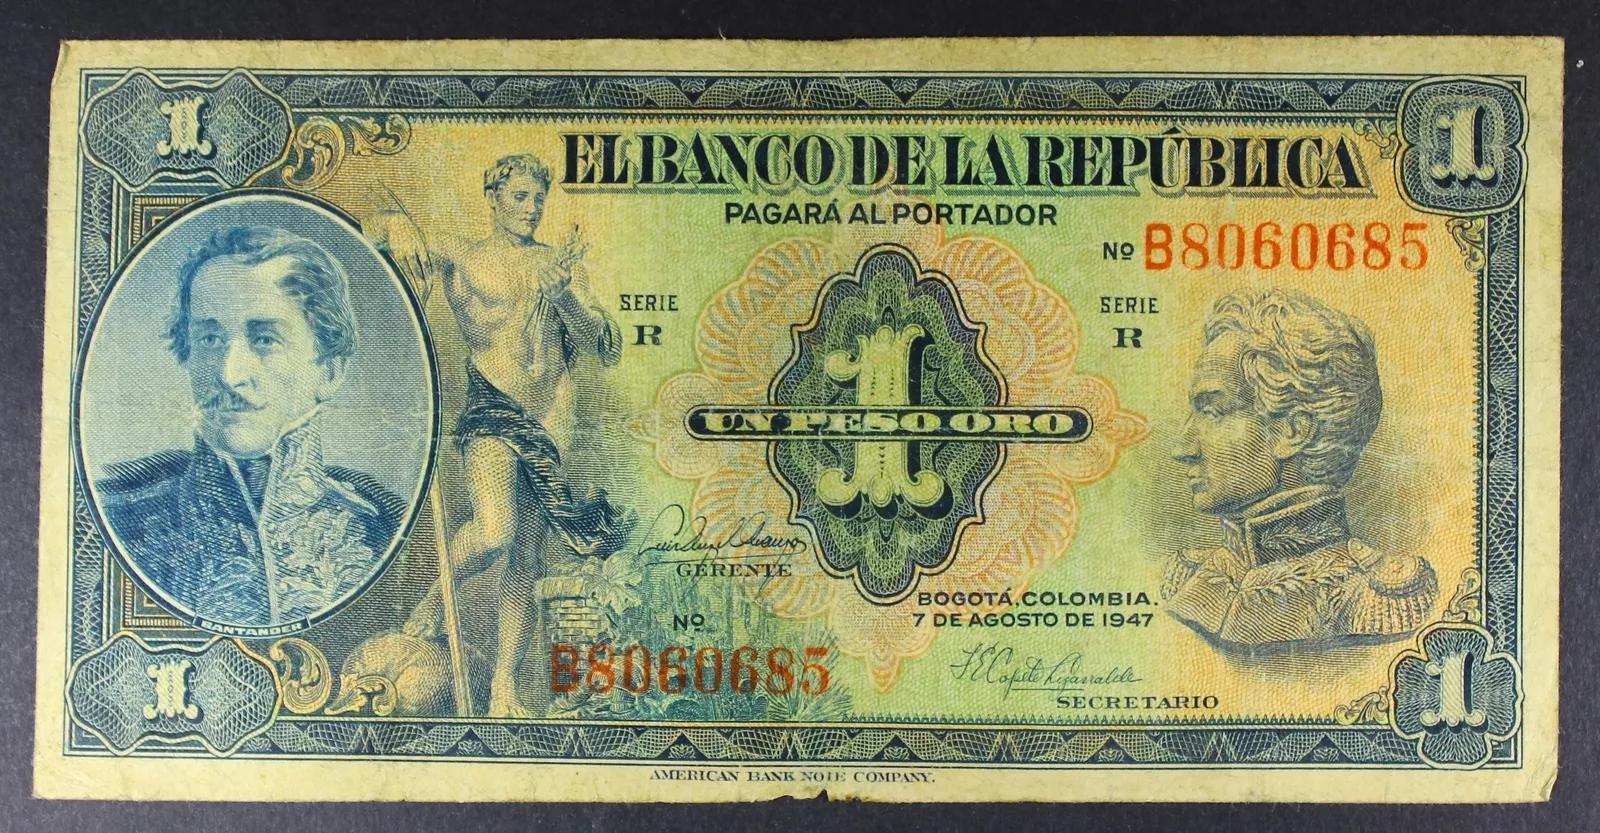 1
1
EL BANCO DE LA REPÚBLICA
PAGARÁ AL PORTADOR
Nº B8060685
SERIE
R
SERIE
R
1
UN PESO ORO
GERENTE
BOGOTÁ, COLOMBIA.
7 DE AGOSTO DE 1947
SANTANDER
Nº
B8060685
SECRETARIO
1
1
AMERICAN BANK NOTE COMPANY.